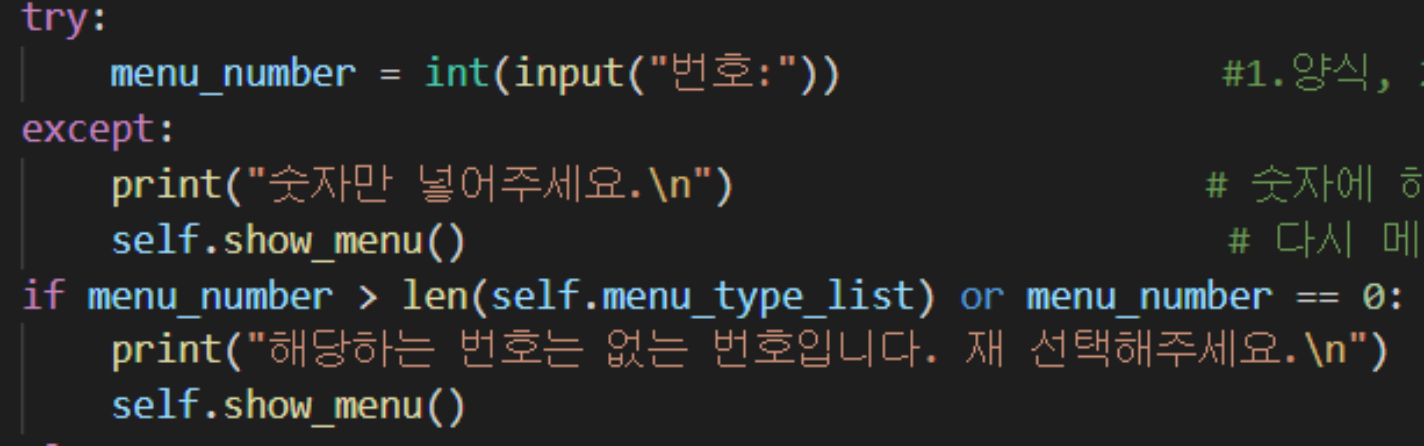 try:
    menu_number = int(input("번호:"))                 #1.양식,
except:
    print("숫자만 넣어주세요.\n")                     # 숫자에
    self.show_menu()                                  # 다시
if menu_number > len(self.menu_type_list) or menu_number == 0:
    print("해당하는 번호는 없는 번호입니다. 재 선택해주세요.\n")
    self.show_menu()